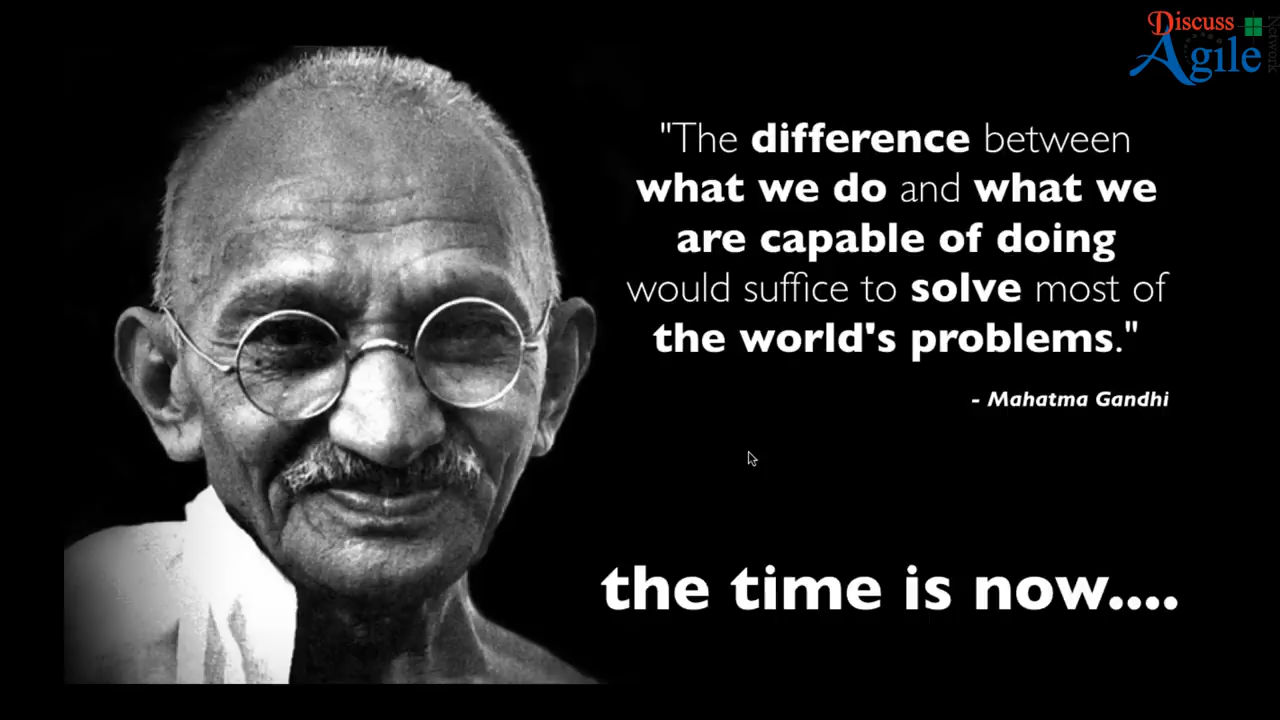 Discuss
Agile
Network
"The difference between
what we do and what we
are capable of doing
would suffice to solve most of
the world's problems."
- Mahatma Gandhi
the time is now....